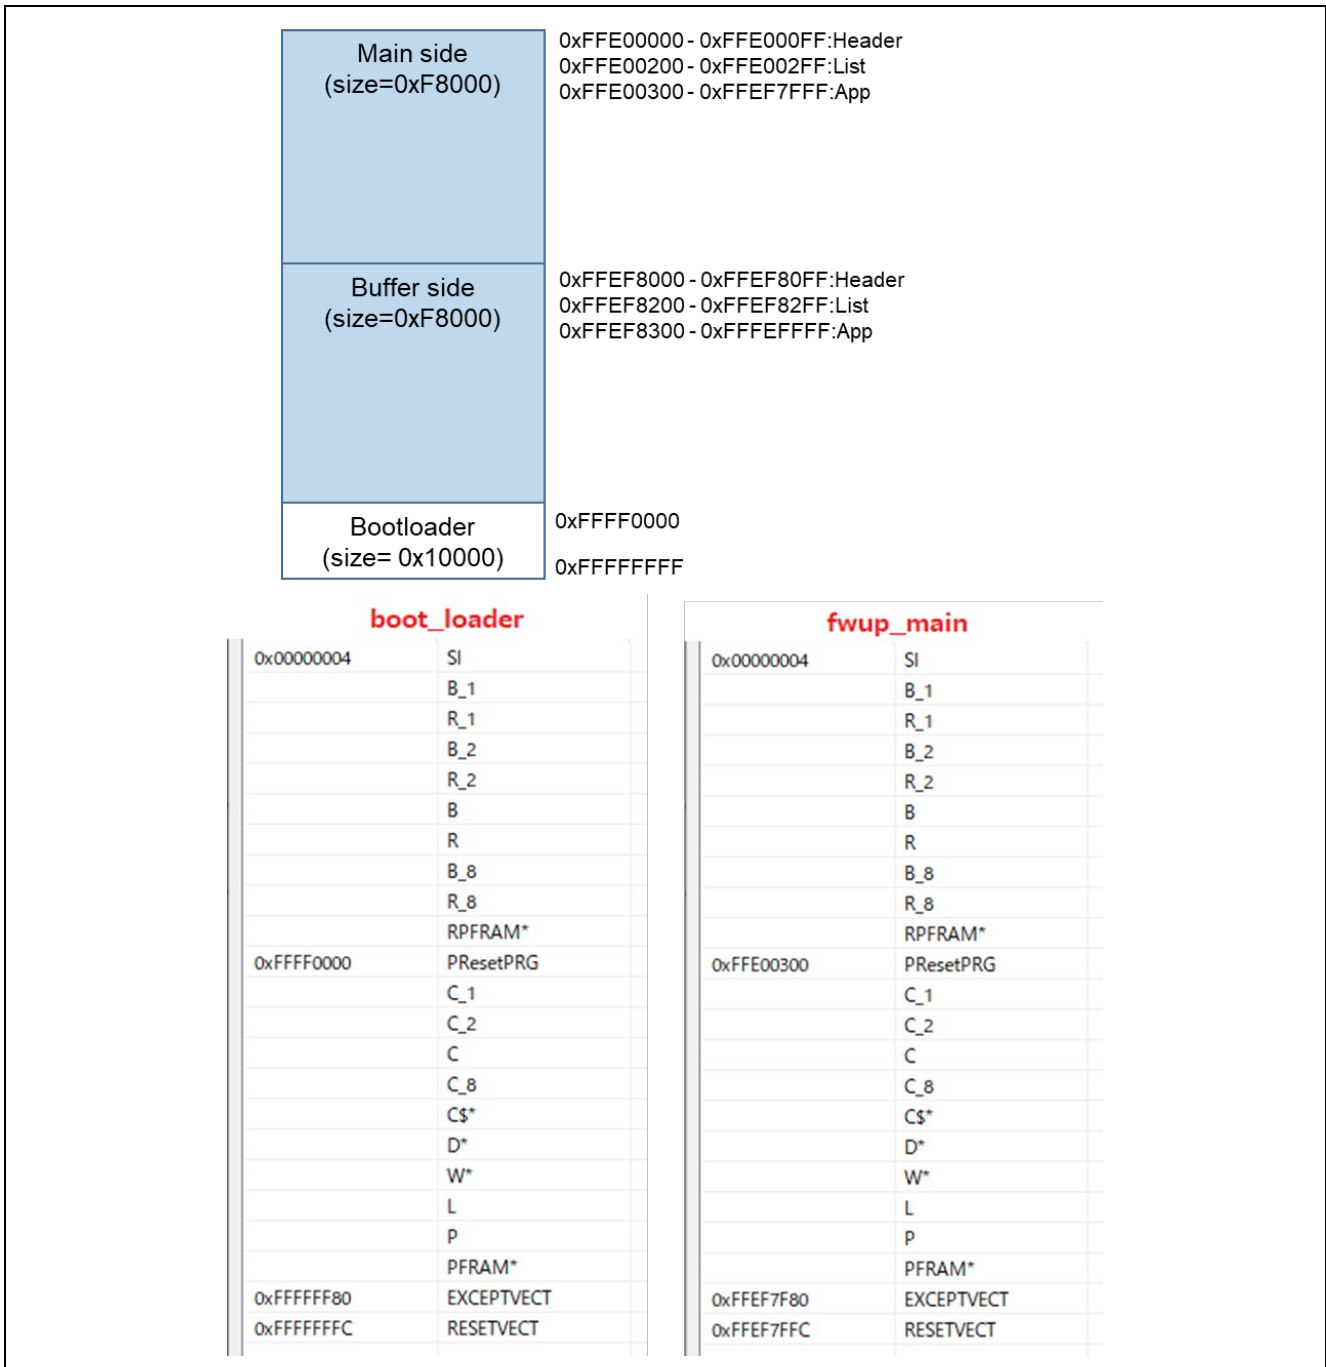 Main side
(size=0xF8000)
0xFFE00000 - 0xFFE000FF:Header
0xFFE00200 - 0xFFE002FF:List
0xFFE00300 - 0xFFEF7FFF:App
Buffer side
(size=0xF8000)
0xFFEF8000 - 0xFFEF80FF:Header
0xFFEF8200 - 0xFFEF82FF:List
0xFFEF8300 - 0xFFFEFFFF:App
Bootloader
(size= 0x10000)
0xFFFF0000
0xFFFFFFFF
boot_loader
0x00000004 SI
B_1
R_1
B_2
R_2
B
R
B_8
R_8
RPFRAM*
0xFFFF0000 PResetPRG
C_1
C_2
C
C_8
C$*
D*
W*
L
P
PFRAM*
0xFFFFFF80 EXCEPTVECT
0xFFFFFFFC RESETVECT
fwup_main
0x00000004 SI
B_1
R_1
B_2
R_2
B
R
B_8
R_8
RPFRAM*
0xFFE00300 PResetPRG
C_1
C_2
C
C_8
C$*
D*
W*
L
P
PFRAM*
0xFFEF7F80 EXCEPTVECT
0xFFEF7FFC RESETVECT